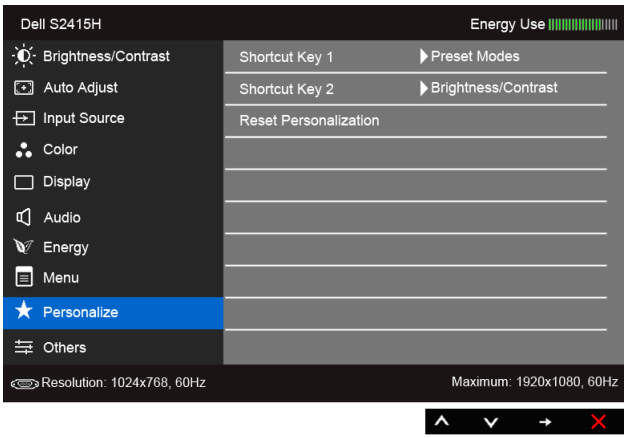 Dell S2415H Energy Use
Brightness/Contrast Shortcut Key 1 Preset Modes
Auto Adjust Shortcut Key 2 Brightness/Contrast
Input Source Reset Personalization
Color
Display
Audio
Energy
Menu
Personalize
Others
Resolution: 1024x768, 60Hz Maximum: 1920x1080, 60Hz